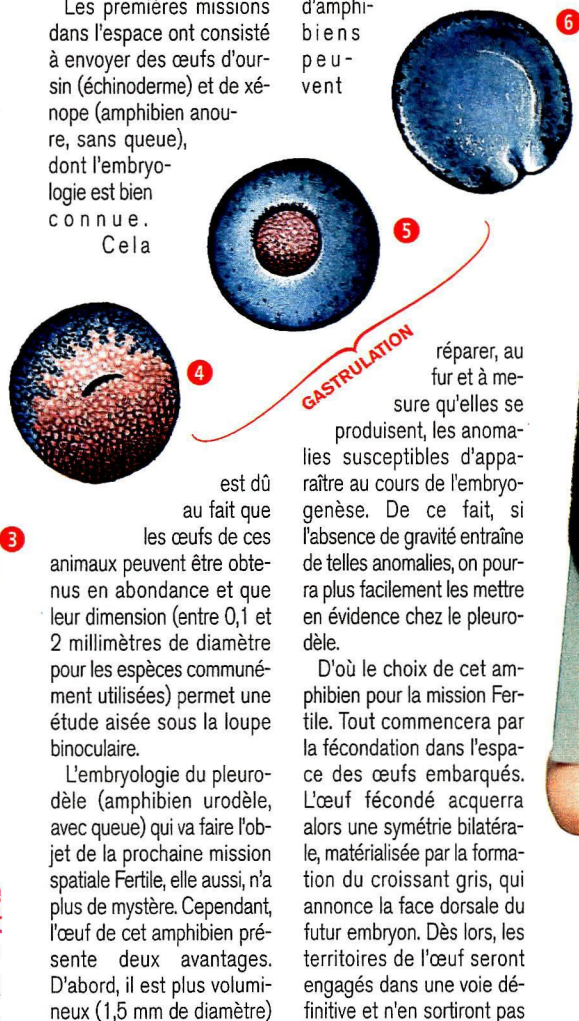 Les premières missions
dans l'espace ont consisté
à envoyer des œufs d'our-
sin (échinoderme) et de xé-
nope (amphibien anou-
re, sans queue),
dont l'embryo-
logie est bien
connue.
Cela
est dû
au fait que
les œufs de ces
animaux peuvent être obte-
nus en abondance et que
leur dimension (entre 0,1 et
2 millimètres de diamètre
pour les espèces communé-
ment utilisées) permet une
étude aisée sous la loupe
binoculaire.
L'embryologie du pleuro-
dèle (amphibien urodèle,
avec queue) qui va faire l'ob-
jet de la prochaine mission
spatiale Fertile, elle aussi, n'a
plus de mystère. Cependant,
l'œuf de cet amphibien pré-
sente deux avantages.
D'abord, il est plus volumi-
neux (1,5 mm de diamètre)
d'amphi-
biens
peu-
vent
réparer, au
fur et à me-
sure qu'elles se
produisent, les anoma-
lies susceptibles d'appa-
raître au cours de l'embryo-
genèse. De ce fait, si
l'absence de gravité entraîne
de telles anomalies, on pour-
ra plus facilement les mettre
en évidence chez le pleuro-
dèle.
D'où le choix de cet am-
phibien pour la mission Fer-
tile. Tout commencera par
la fécondation dans l'espa-
ce des œufs embarqués.
L'œuf fécondé acquerra
alors une symétrie bilatéra-
le, matérialisée par la forma-
tion du croissant gris, qui
annonce la face dorsale du
futur embryon. Dès lors, les
territoires de l'œuf seront
engagés dans une voie dé-
finitive et n'en sortiront pas
3
4
5
6
GASTRULATION